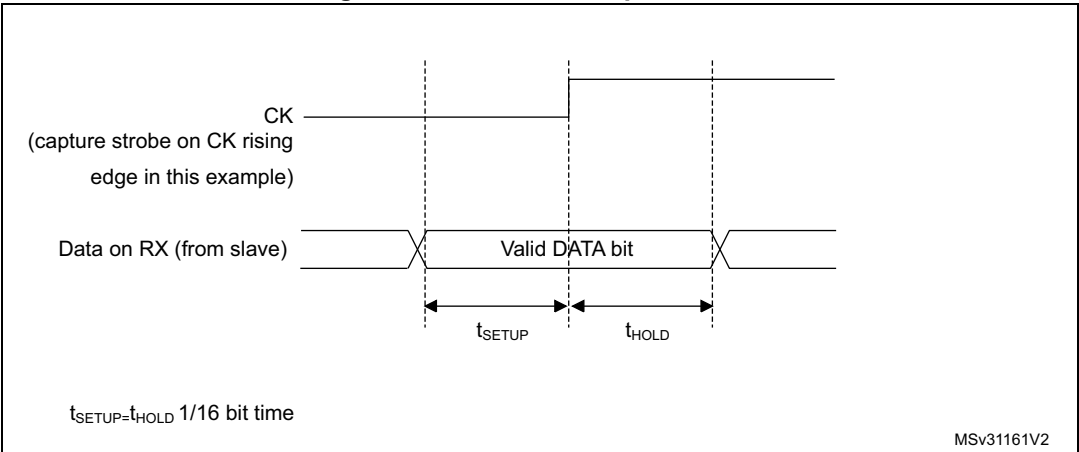 CK
(capture strobe on CK rising
edge in this example)
Data on RX (from slave)
Valid DATA bit
tSETUP
tHOLD
tSETUP=tHOLD 1/16 bit time
MSv31161V2